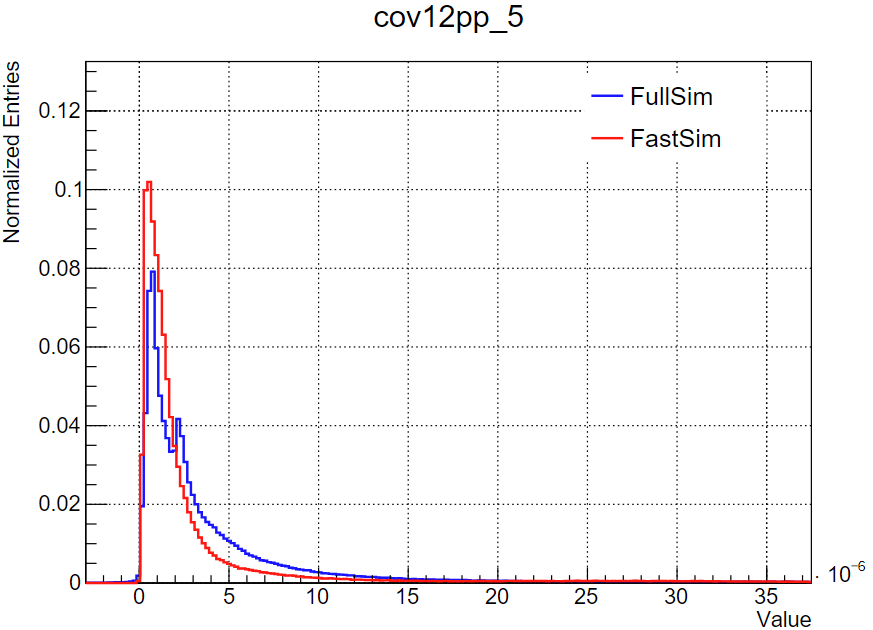 cov12pp_5
Normalized Entries
FullSim
FastSim
0.12
0.1
0.08
0.06
0.04
0.02
0
0 5 10 15 20 25 30 35
· 10⁻⁶
Value